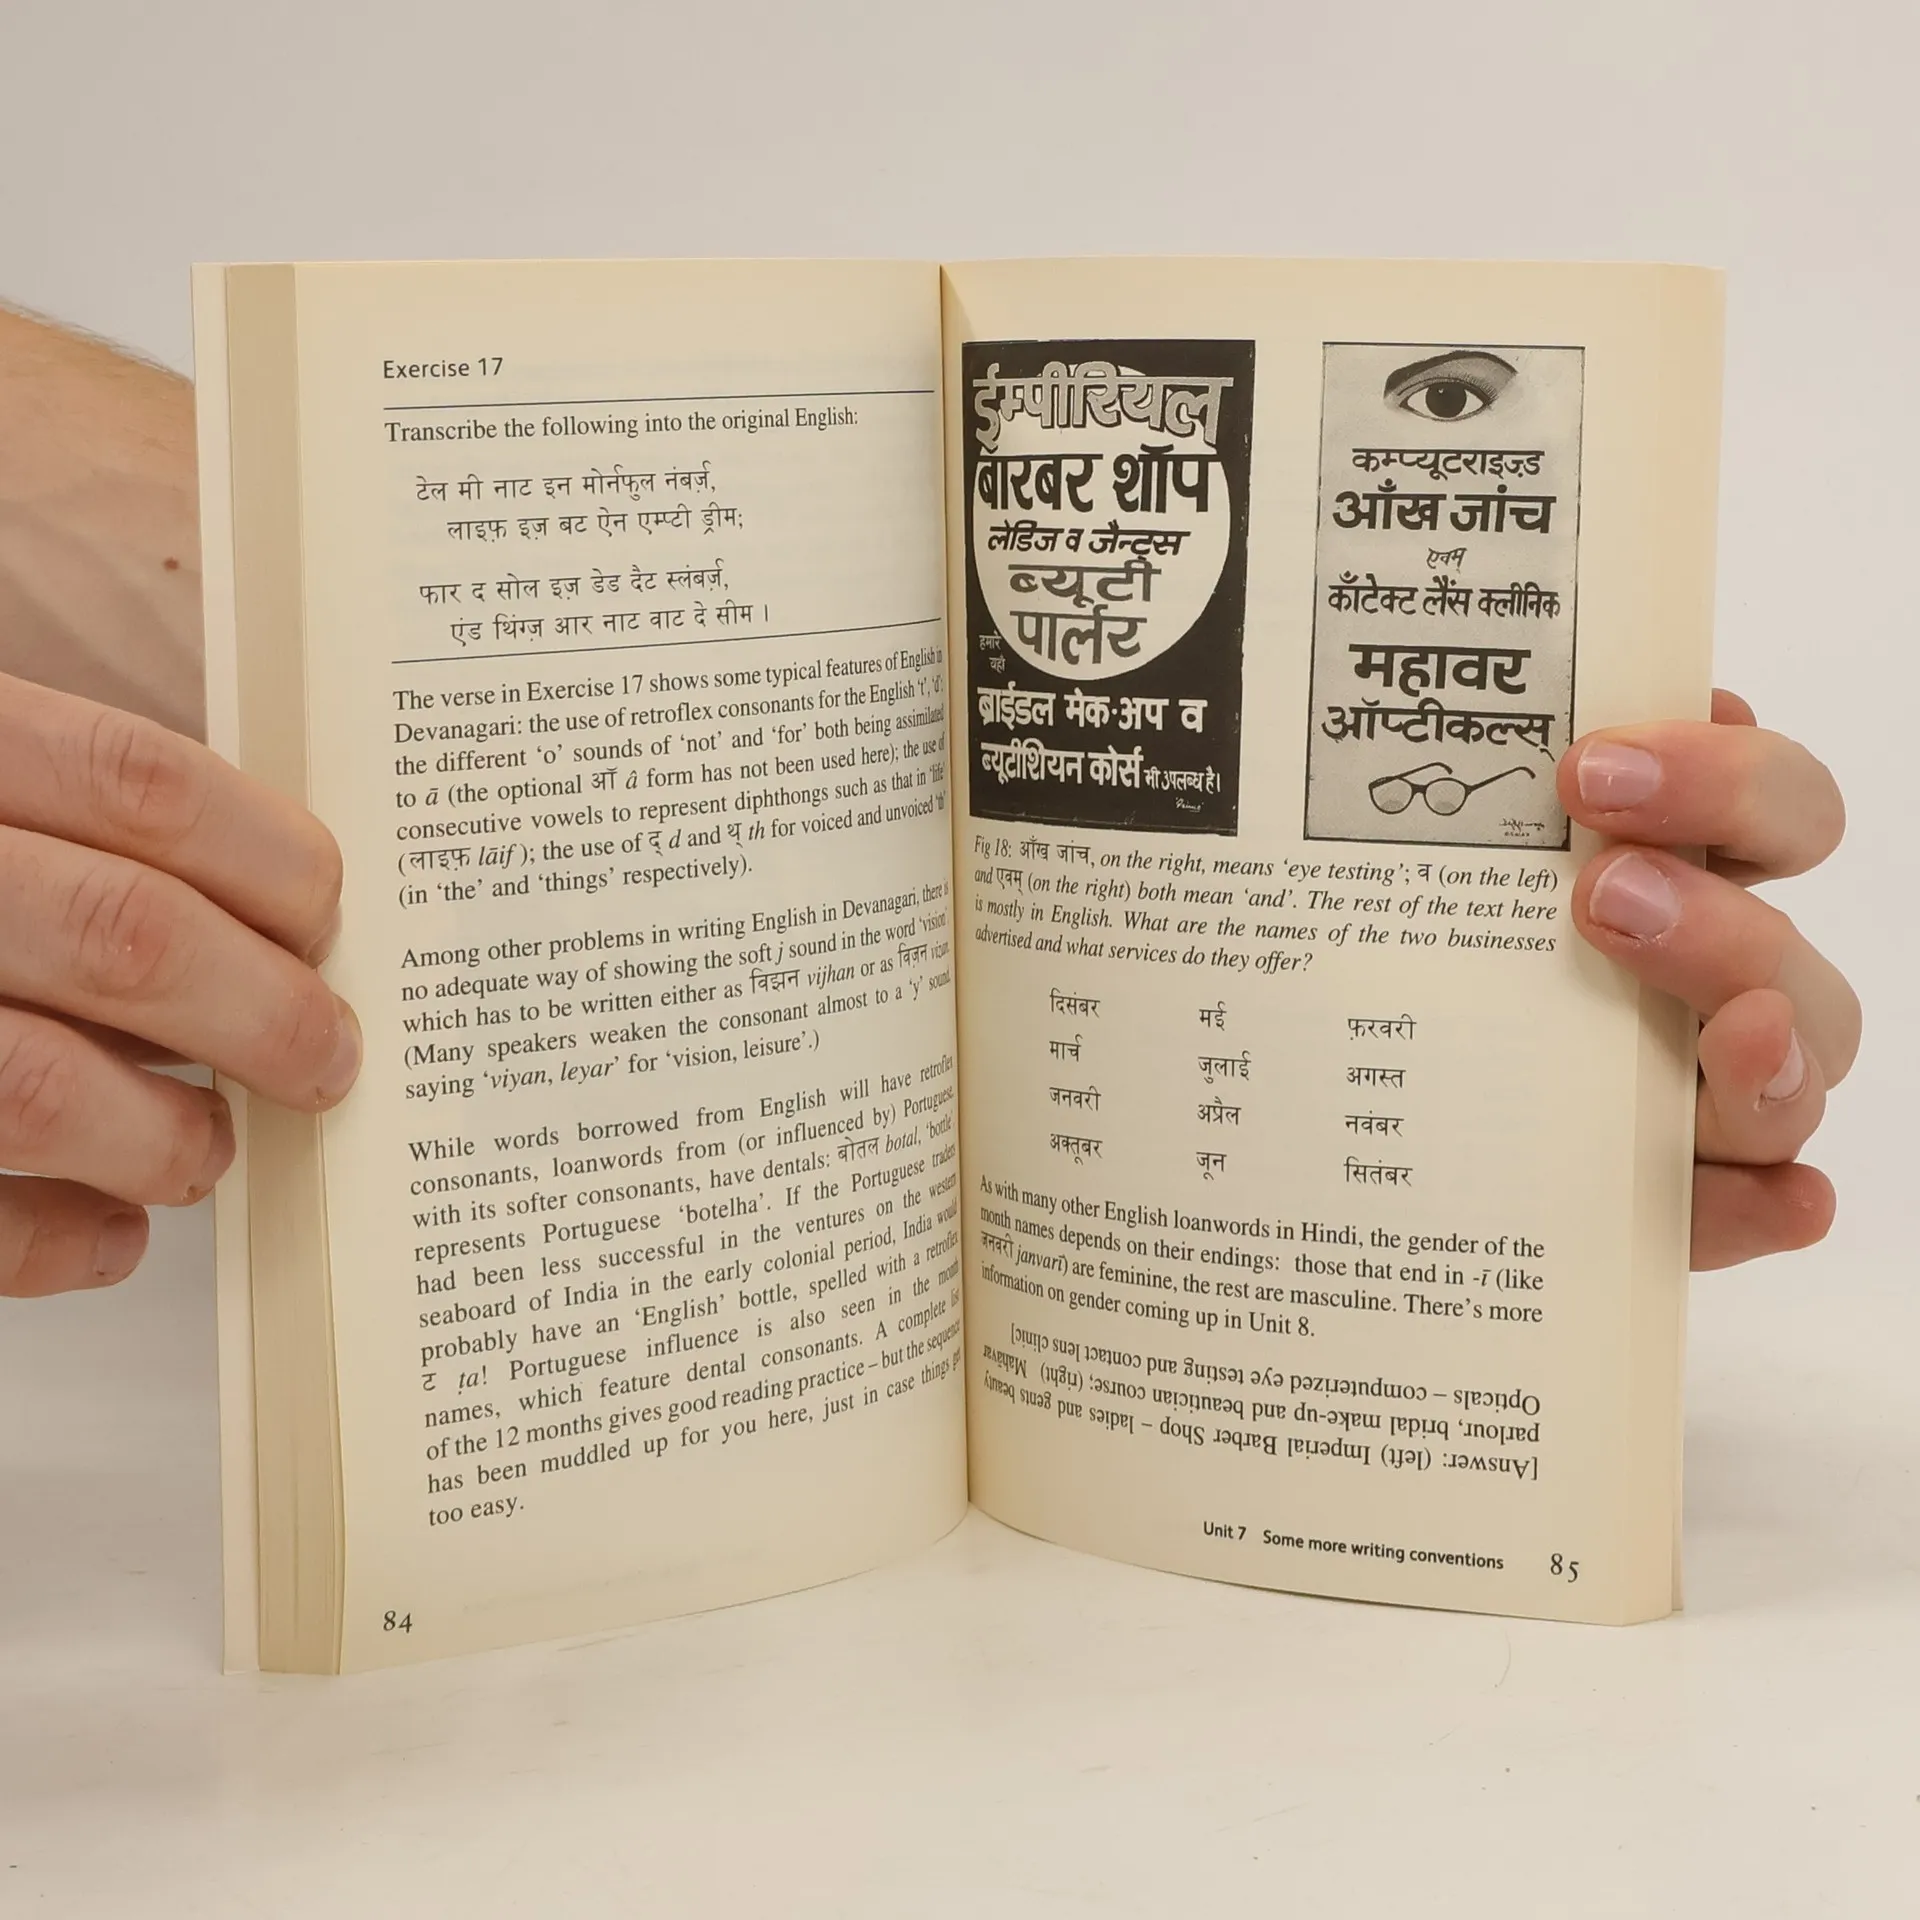 Exercise 17
Transcribe the following into the original English:
टेल मी नाट इन मोर्नफुल नंबर्ज़,
लाइफ़ इज़ बट ऐन एम्प्टी ड्रीम;
फार द सोल इज़ डेड दैट स्लंबर्ज़,
एंड थिंग्ज़ आर नाट वाट दे सीम ।
The verse in Exercise 17 shows some typical features of English in
Devanagari: the use of retroflex consonants for the English 't', 'd';
the different 'o' sounds of 'not' and 'for' both being assimilated
to ā (the optional ऑ â form has not been used here); the use of
consecutive vowels to represent diphthongs such as that in 'life'
(लाइफ़ lāif); the use of द् d and थ् th for voiced and unvoiced 'th'
(in 'the' and 'things' respectively).
Among other problems in writing English in Devanagari, there is
no adequate way of showing the soft j sound in the word 'vision',
which has to be written either as विझन vijhan or as विज़न vizan.
(Many speakers weaken the consonant almost to a 'y' sound,
saying 'viyan, leyar' for 'vision, leisure'.)
While words borrowed from English will have retroflex
consonants, loanwords from (or influenced by) Portuguese,
with its softer consonants, have dentals: बोतल botal, 'bottle',
represents Portuguese 'botelha'. If the Portuguese traders
had been less successful in the ventures on the western
seaboard of India in the early colonial period, India would
probably have an 'English' bottle, spelled with a retroflex
ट ṭa! Portuguese influence is also seen in the month
names, which feature dental consonants. A complete list
of the 12 months gives good reading practice – but the sequence
has been muddled up for you here, just in case things get
too easy.
84
ईम्पीरियल
बारबर शॉप
लेडिज व जैन्ट्स
ब्यूटी
पार्लर
हमारे
यहाँ
ब्राईडल मेक-अप व
ब्यूटीशियन कोर्स भी उपलब्ध है।
कम्प्यूटराइज़्ड
आँख जांच
एवम्
काँटेक्ट लैंस क्लीनिक
महावर
ऑप्टीकल्स्
Fig 18: आँख जांच, on the right, means 'eye testing'; व (on the left)
and एवम् (on the right) both mean 'and'. The rest of the text here
is mostly in English. What are the names of the two businesses
advertised and what services do they offer?
दिसंबर मई फ़रवरी
मार्च जुलाई अगस्त
जनवरी अप्रैल नवंबर
अक्तूबर जून सितंबर
As with many other English loanwords in Hindi, the gender of the
month names depends on their endings: those that end in -ī (like
जनवरी janvarī) are feminine, the rest are masculine. There's more
information on gender coming up in Unit 8.
[Answer: (left) Imperial Barber Shop – ladies and gents beauty
parlour, bridal make-up and beautician course; (right) Mahāvar
Opticals – computerized eye testing and contact lens clinic]
Unit 7 Some more writing conventions 85